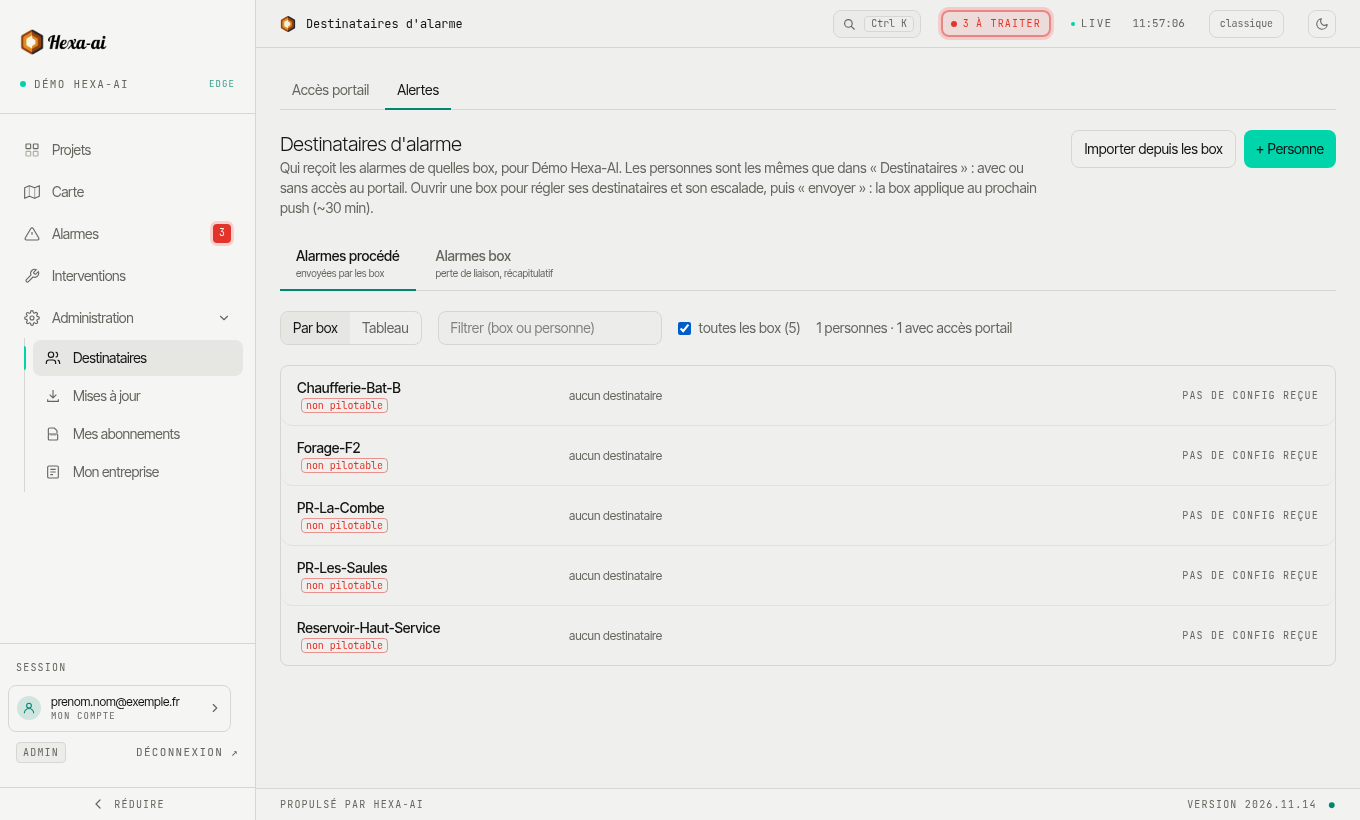 Hexa-ai
DÉMO HEXA-AI
EDGE
Projets
Carte
Alarmes
3
Interventions
Administration
Destinataires
Mises à jour
Mes abonnements
Mon entreprise
SESSION
prenom.nom@exemple.fr
MON COMPTE
ADMIN
DÉCONNEXION ↗
RÉDUIRE
Destinataires d'alarme
Ctrl K
3 À TRAITER
LIVE
11:57:06
classique
Accès portail
Alertes
Destinataires d'alarme
Qui reçoit les alarmes de quelles box, pour Démo Hexa-AI. Les personnes sont les mêmes que dans « Destinataires » : avec ou
sans accès au portail. Ouvrir une box pour régler ses destinataires et son escalade, puis « envoyer » : la box applique au prochain
push (~30 min).
Importer depuis les box
+ Personne
Alarmes procédé
envoyées par les box
Alarmes box
perte de liaison, récapitulatif
Par box
Tableau
Filtrer (box ou personne)
toutes les box (5)
1 personnes · 1 avec accès portail
Chaufferie-Bat-B
non pilotable
aucun destinataire
PAS DE CONFIG REÇUE
Forage-F2
non pilotable
aucun destinataire
PAS DE CONFIG REÇUE
PR-La-Combe
non pilotable
aucun destinataire
PAS DE CONFIG REÇUE
PR-Les-Saules
non pilotable
aucun destinataire
PAS DE CONFIG REÇUE
Reservoir-Haut-Service
non pilotable
aucun destinataire
PAS DE CONFIG REÇUE
PROPULSÉ PAR HEXA-AI
VERSION 2026.11.14